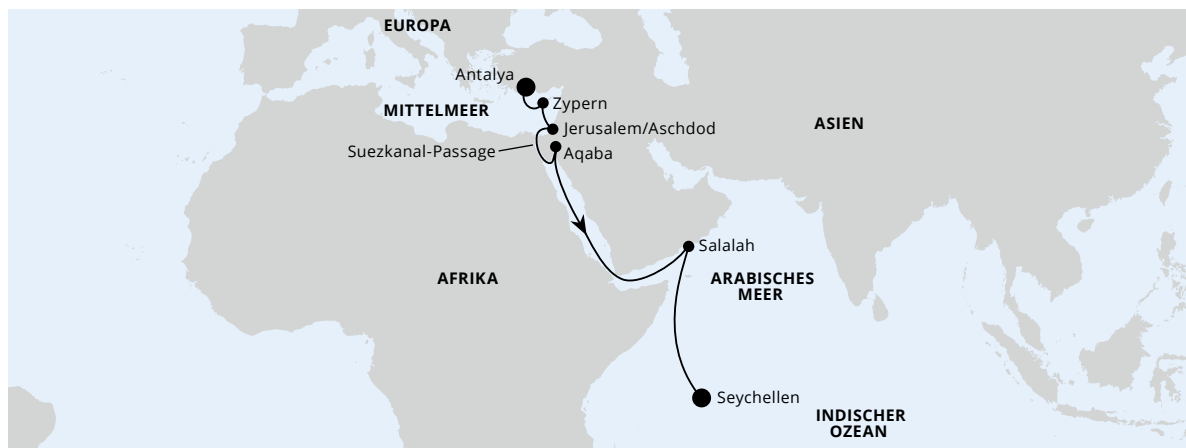 EUROPA
Antalya
MITTELMEER
Zypern
ASIEN
Jerusalem/Aschdod
Suezkanal-Passage
Aqaba
Salalah
AFRIKA
ARABISCHES
MEER
Seychellen
INDISCHER
OZEAN